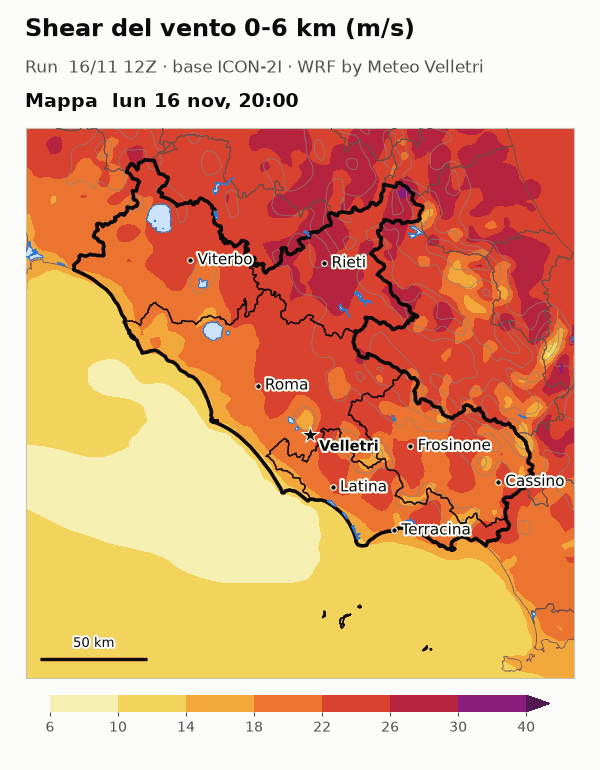 Shear del vento 0-6 km (m/s)
Run  16/11 12Z · base ICON-2I · WRF by Meteo Velletri
Mappa  lun 16 nov, 20:00
Viterbo
Rieti
Roma
Velletri
Frosinone
Latina
Cassino
Terracina
50 km
6 10 14 18 22 26 30 40